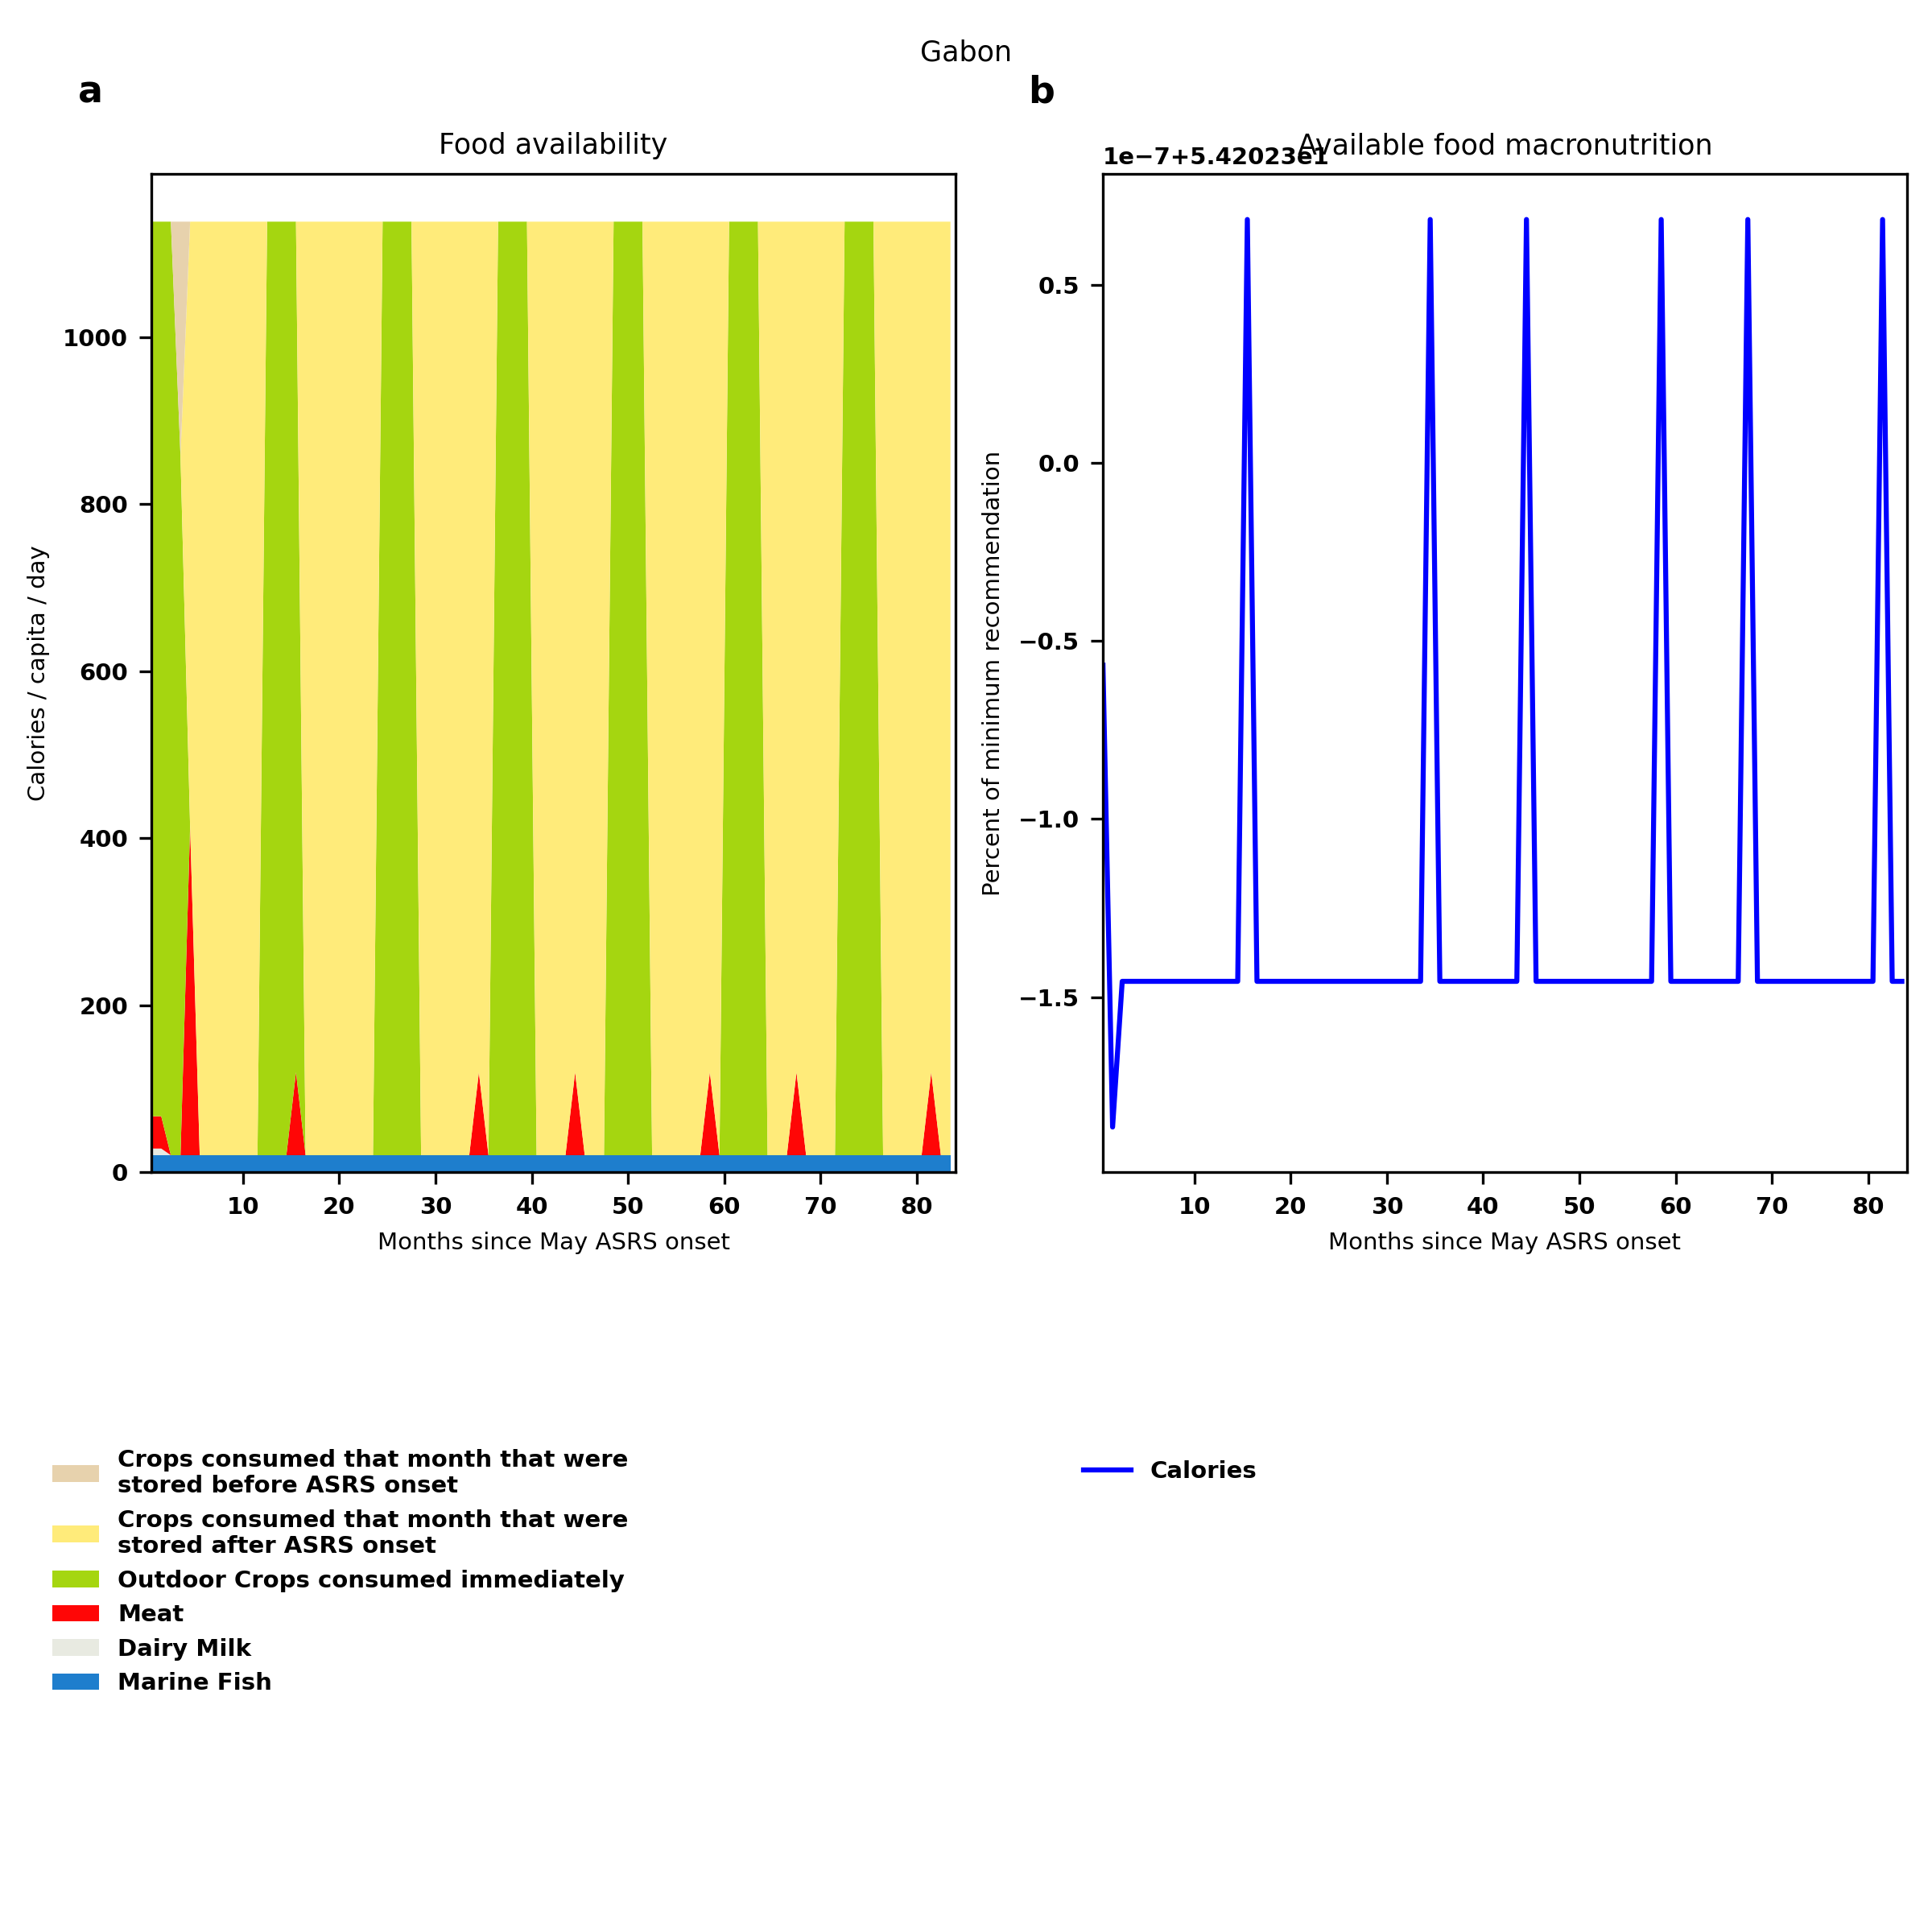 Gabon
a
Food availability
Calories / capita / day
1000
800
600
400
200
0
10 20 30 40 50 60 70 80
Months since May ASRS onset
b
Available food macronutrition
1e−7+5.42023e1
Percent of minimum recommendation
0.5
0.0
−0.5
−1.0
−1.5
10 20 30 40 50 60 70 80
Months since May ASRS onset
Crops consumed that month that were
stored before ASRS onset
Crops consumed that month that were
stored after ASRS onset
Outdoor Crops consumed immediately
Meat
Dairy Milk
Marine Fish
Calories